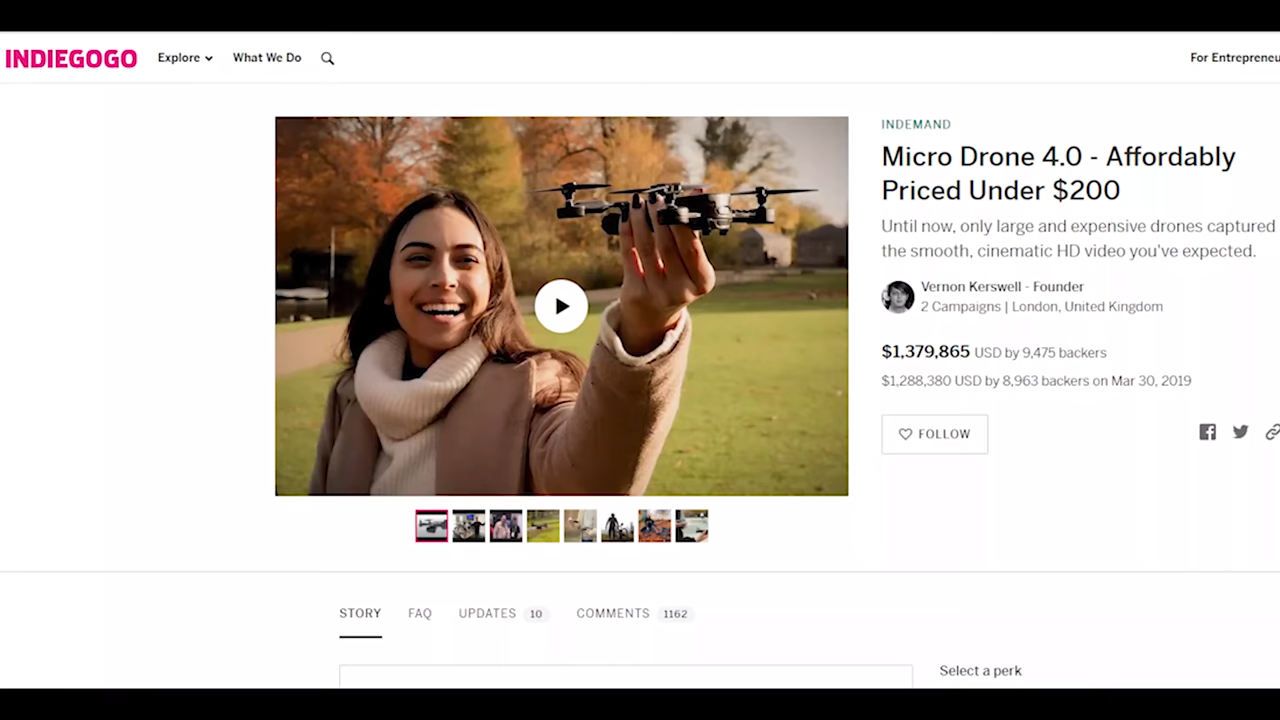 INDIEGOGO Explore What We Do For Entrepreneu
INDEMAND
Micro Drone 4.0 - Affordably
Priced Under $200
Until now, only large and expensive drones captured
the smooth, cinematic HD video you've expected.
Vernon Kerswell - Founder
2 Campaigns | London, United Kingdom
$1,379,865 USD by 9,475 backers
$1,288,380 USD by 8,963 backers on Mar 30, 2019
FOLLOW
STORY FAQ UPDATES 10 COMMENTS 1162
Select a perk